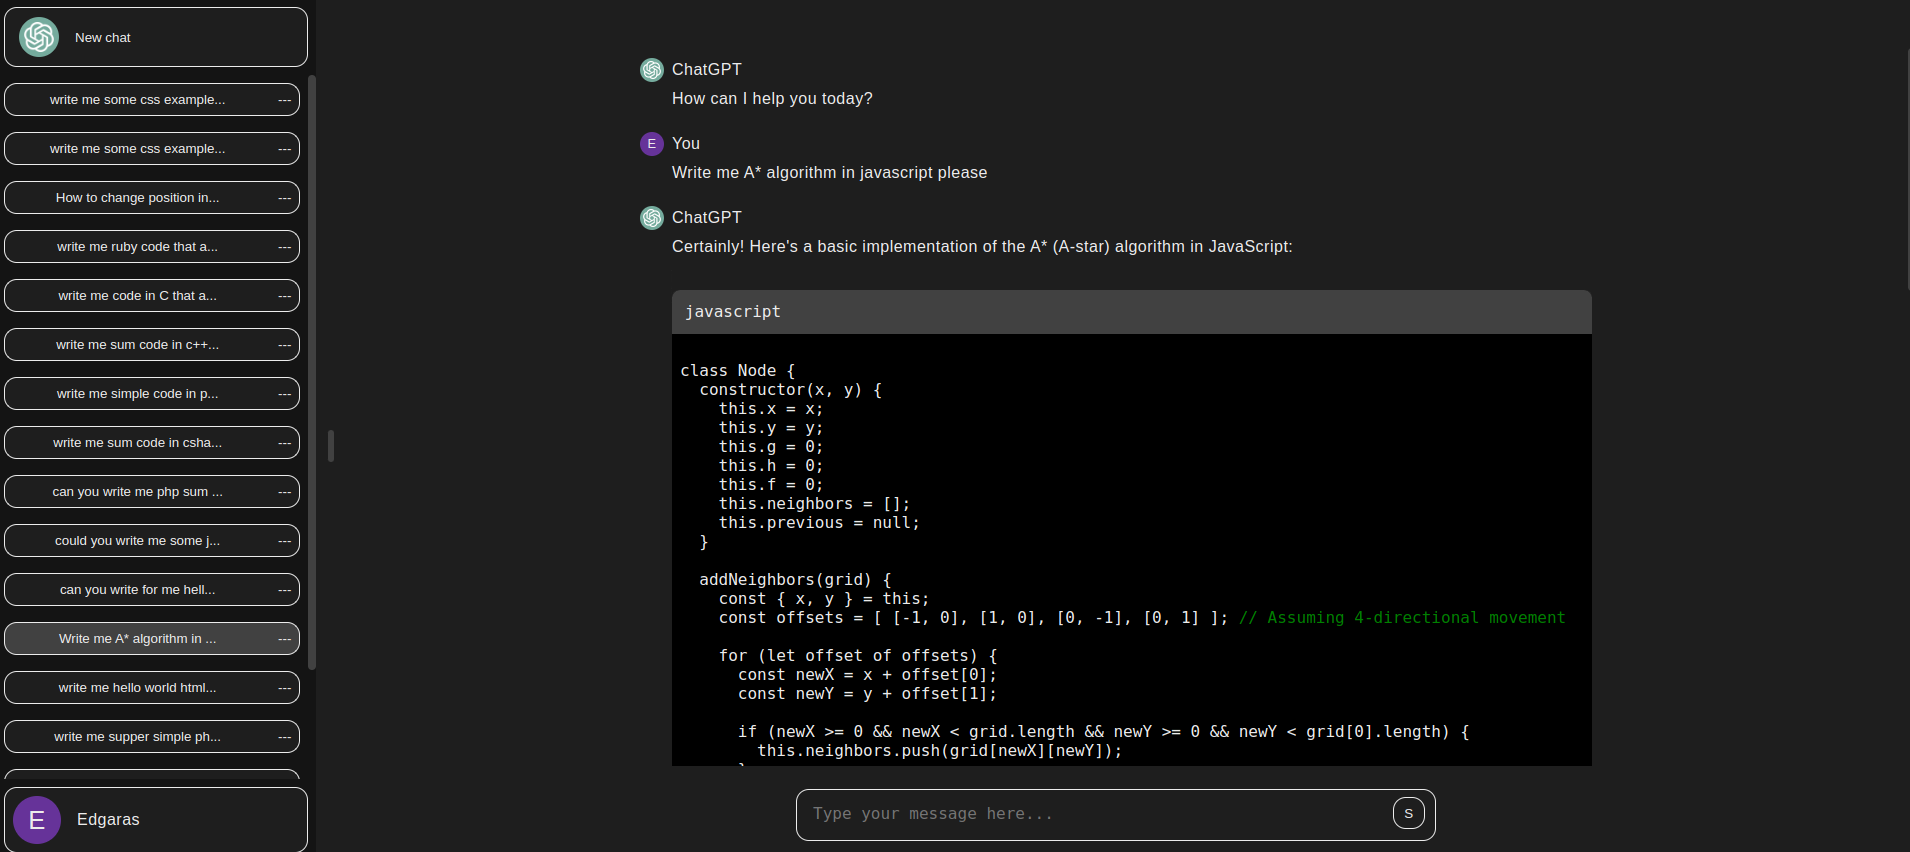 New chat
write me some css example... ---
write me some css example... ---
How to change position in... ---
write me ruby code that a... ---
write me code in C that a... ---
write me sum code in c++... ---
write me simple code in p... ---
write me sum code in csha... ---
can you write me php sum ... ---
could you write me some j... ---
can you write for me hell... ---
Write me A* algorithm in ... ---
write me hello world html... ---
write me supper simple ph... ---
E Edgaras
ChatGPT
How can I help you today?
E You
Write me A* algorithm in javascript please
ChatGPT
Certainly! Here's a basic implementation of the A* (A-star) algorithm in JavaScript:
javascript
class Node {
  constructor(x, y) {
    this.x = x;
    this.y = y;
    this.g = 0;
    this.h = 0;
    this.f = 0;
    this.neighbors = [];
    this.previous = null;
  }
  addNeighbors(grid) {
    const { x, y } = this;
    const offsets = [ [-1, 0], [1, 0], [0, -1], [0, 1] ]; // Assuming 4-directional movement
    for (let offset of offsets) {
      const newX = x + offset[0];
      const newY = y + offset[1];
      if (newX >= 0 && newX < grid.length && newY >= 0 && newY < grid[0].length) {
        this.neighbors.push(grid[newX][newY]);
      }
Type your message here... S